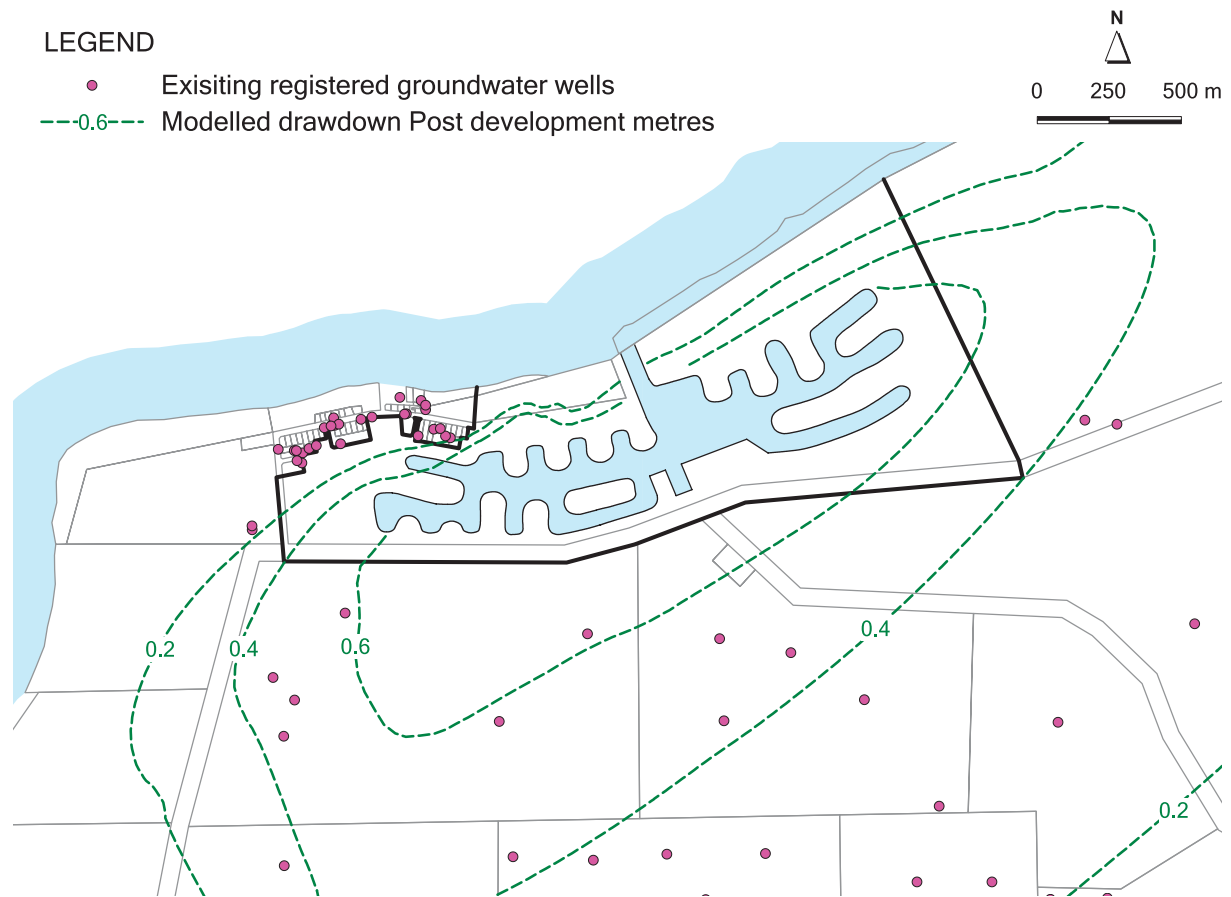 LEGEND
Exisiting registered groundwater wells
0.6 Modelled drawdown Post development metres
N
0 250 500 m
0.2
0.4
0.6
0.4
0.2